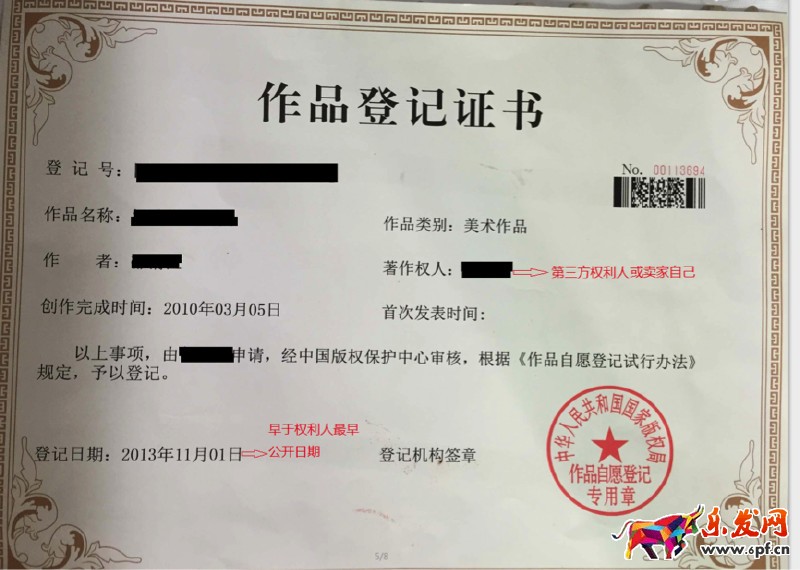 作品登记证书
登 记 号：
No. 00113694
作品名称：
作品类别：美术作品
作　　者：
著作权人：
第三方权利人或卖家自己
创作完成时间：2010年03月05日
首次发表时间：
以上事项，由 申请，经中国版权保护中心审核，根据《作品自愿登记试行办法》
规定，予以登记。
早于权利人最早
公开日期
登记日期：2013年11月01日
登记机构签章
中华人民共和国国家版权局
作品自愿登记
专用章
5/8
乐发网
www.6pf.cn